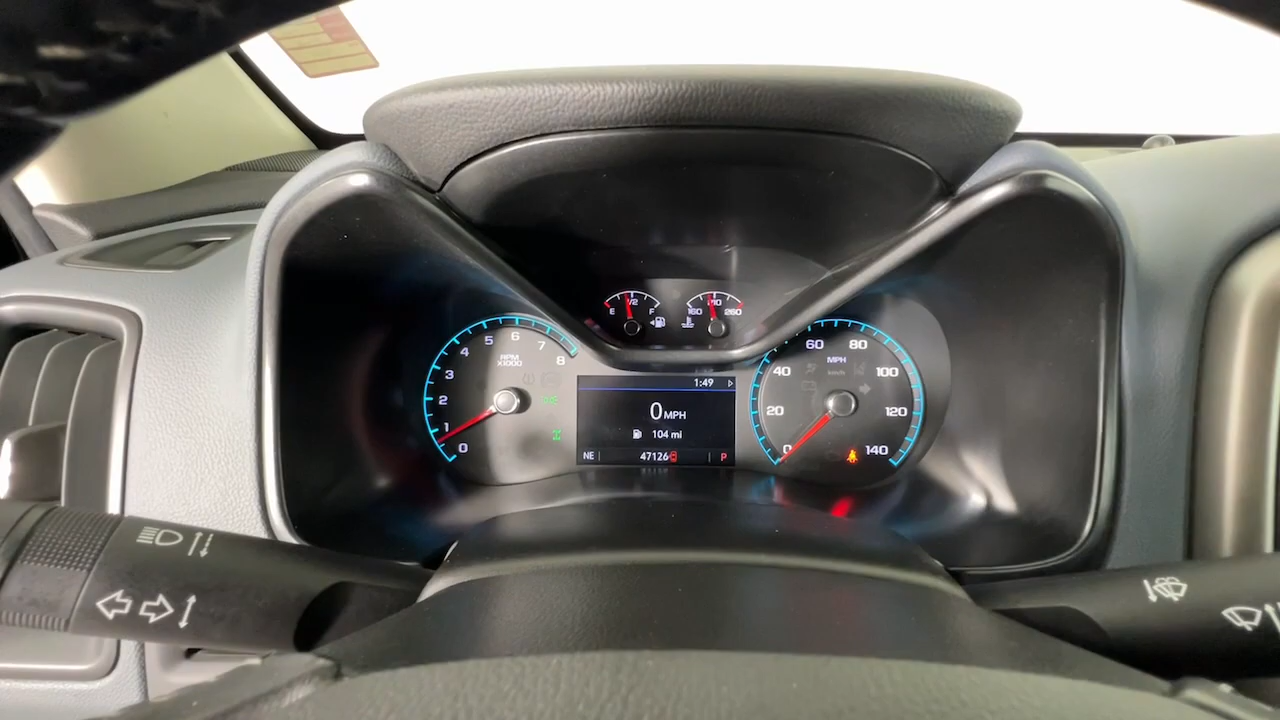 E 1/2 F
160 210 260
0 1 2 3 4 5 6 7 8
RPM
X1000
1:49
0 MPH
104 mi
NE 47126 P
0 20 40 60 80 100 120 140
MPH
km/h